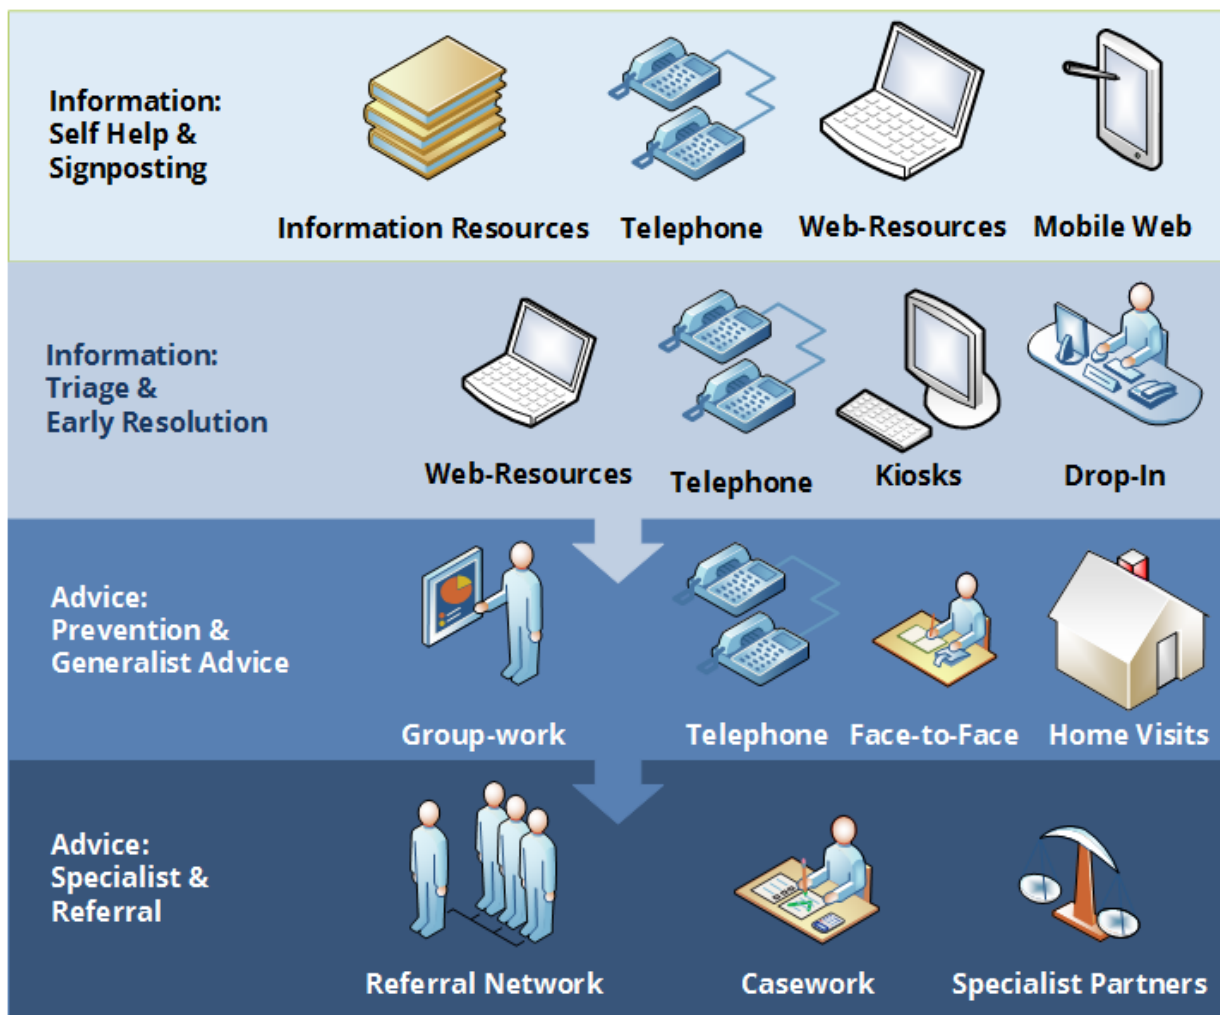 Information:
Self Help &
Signposting
Information Resources
Telephone
Web-Resources
Mobile Web
Information:
Triage &
Early Resolution
Web-Resources
Telephone
Kiosks
Drop-In
Advice:
Prevention &
Generalist Advice
Group-work
Telephone
Face-to-Face
Home Visits
Advice:
Specialist &
Referral
Referral Network
Casework
Specialist Partners